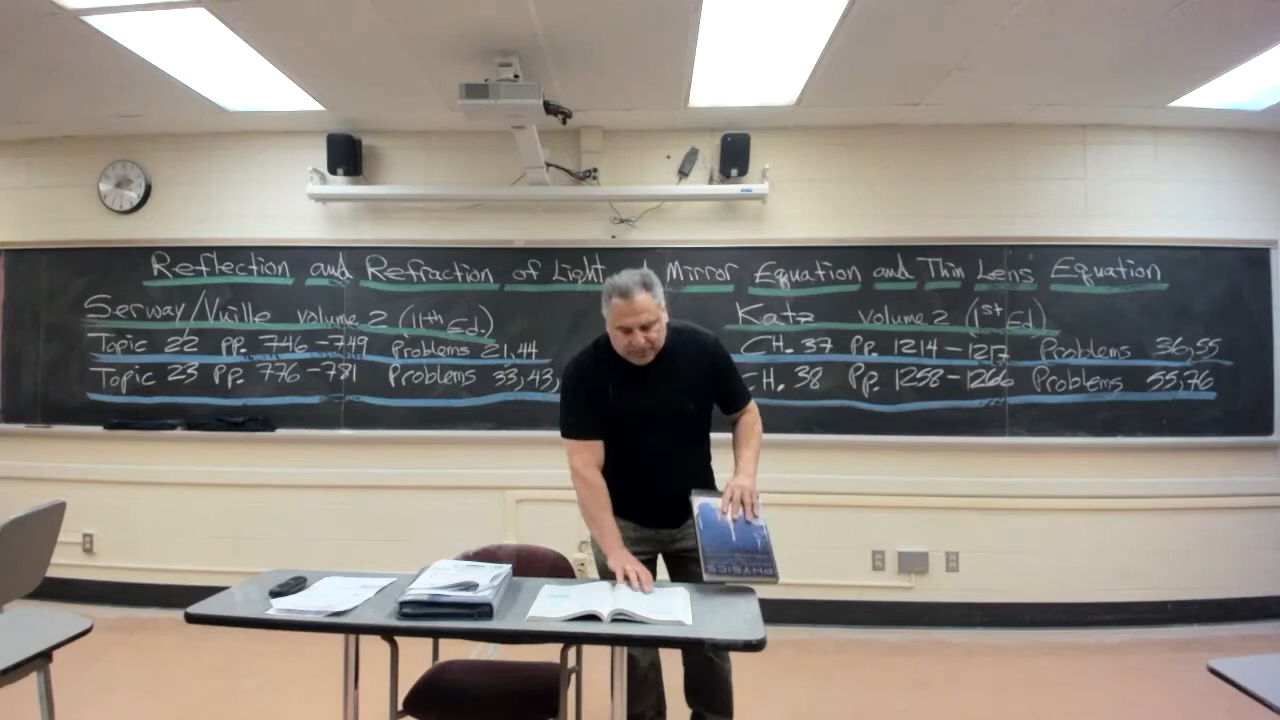 Reflection and Refraction of Light Mirror Equation and Thin Lens Equation
Serway/Vuille volume 2 (11th Ed.)
Topic 22 pp. 746-749 Problems 21,44
Topic 23 pp. 776-781 Problems 33,43,
Katz volume 2 (1st Ed)
CH. 37 pp. 1214-1217 Problems 36,55
CH. 38 pp. 1258-1266 Problems 55,76
PHYSICS